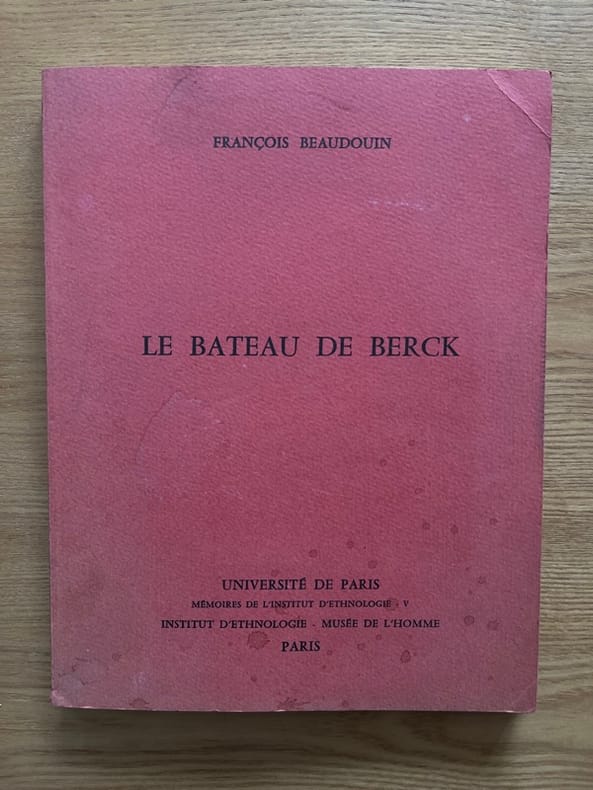 FRANÇOIS BEAUDOUIN
LE BATEAU DE BERCK
UNIVERSITÉ DE PARIS
MÉMOIRES DE L'INSTITUT D'ETHNOLOGIE - V
INSTITUT D'ETHNOLOGIE - MUSÉE DE L'HOMME
PARIS